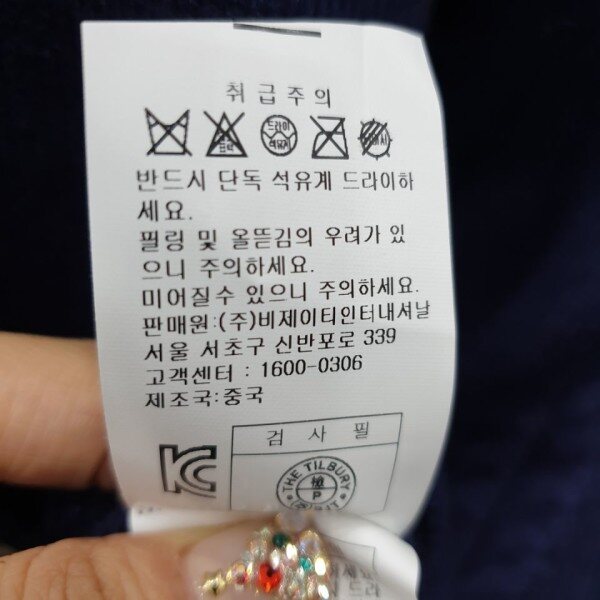 취급주의
드라이
석유계
반드시 단독 석유계 드라이하
세요.
필링 및 올뜯김의 우려가 있
으니 주의하세요.
미어질수 있으니 주의하세요.
판매원:(주)비제이티인터내셔날
서울 서초구 신반포로 339
고객센터 : 1600-0306
제조국:중국
검 사 필
THE TILBURY
檢
P